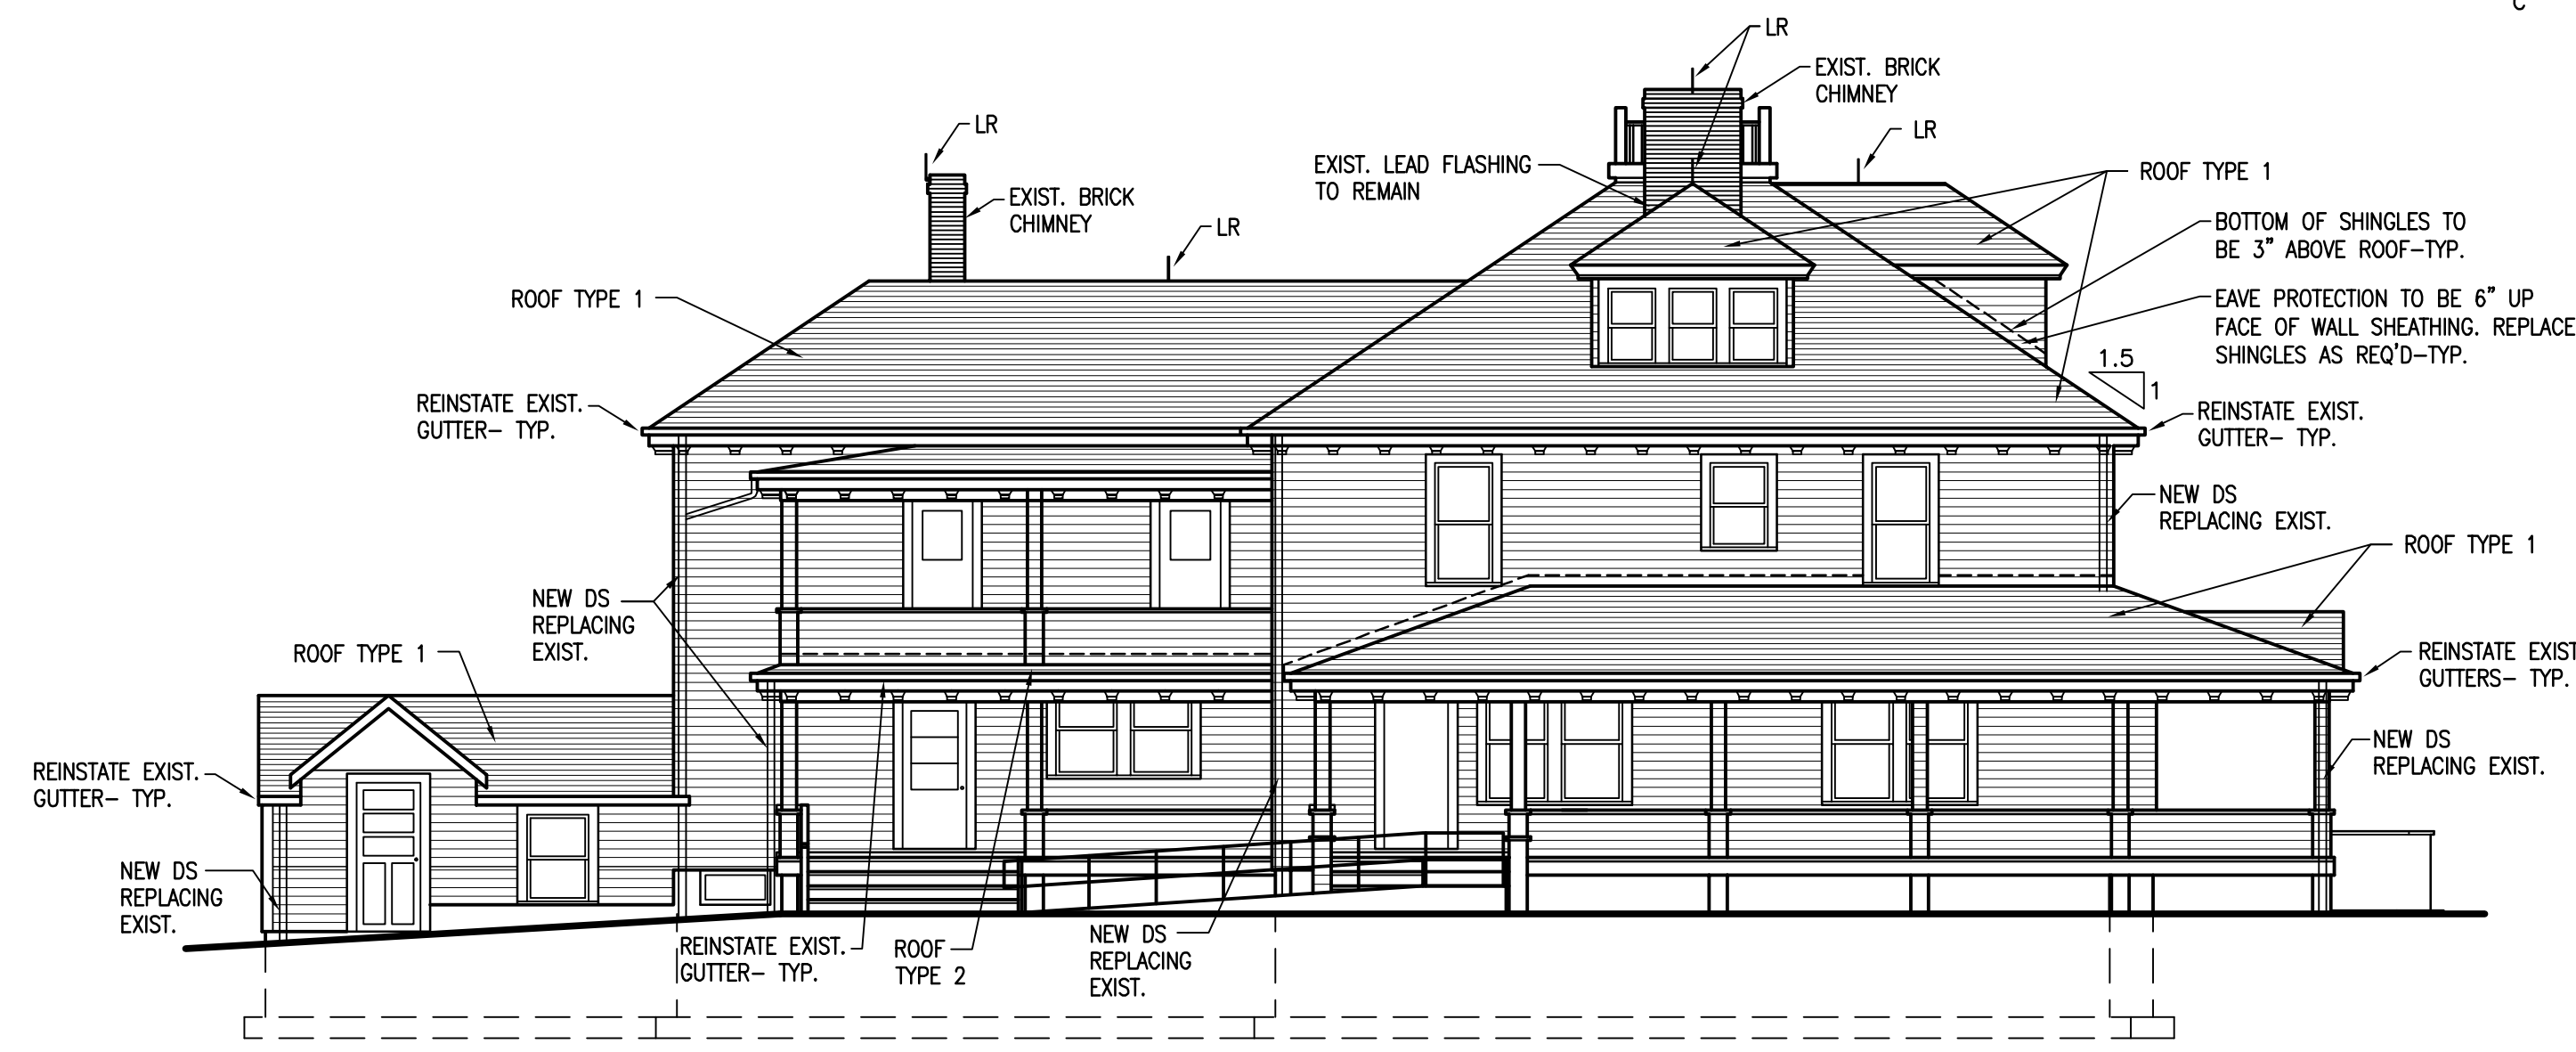 C
LR
EXIST. BRICK
CHIMNEY
LR
LR
EXIST. LEAD FLASHING
TO REMAIN
ROOF TYPE 1
EXIST. BRICK
CHIMNEY
LR
BOTTOM OF SHINGLES TO
BE 3" ABOVE ROOF-TYP.
ROOF TYPE 1
EAVE PROTECTION TO BE 6" UP
FACE OF WALL SHEATHING. REPLACE
SHINGLES AS REQ'D-TYP.
1.5
1
REINSTATE EXIST.
GUTTER- TYP.
REINSTATE EXIST.
GUTTER- TYP.
NEW DS
REPLACING EXIST.
ROOF TYPE 1
NEW DS
REPLACING
EXIST.
ROOF TYPE 1
REINSTATE EXIST
GUTTERS- TYP.
REINSTATE EXIST.
GUTTER- TYP.
NEW DS
REPLACING EXIST.
NEW DS
REPLACING
EXIST.
REINSTATE EXIST.
GUTTER- TYP.
ROOF
TYPE 2
NEW DS
REPLACING
EXIST.